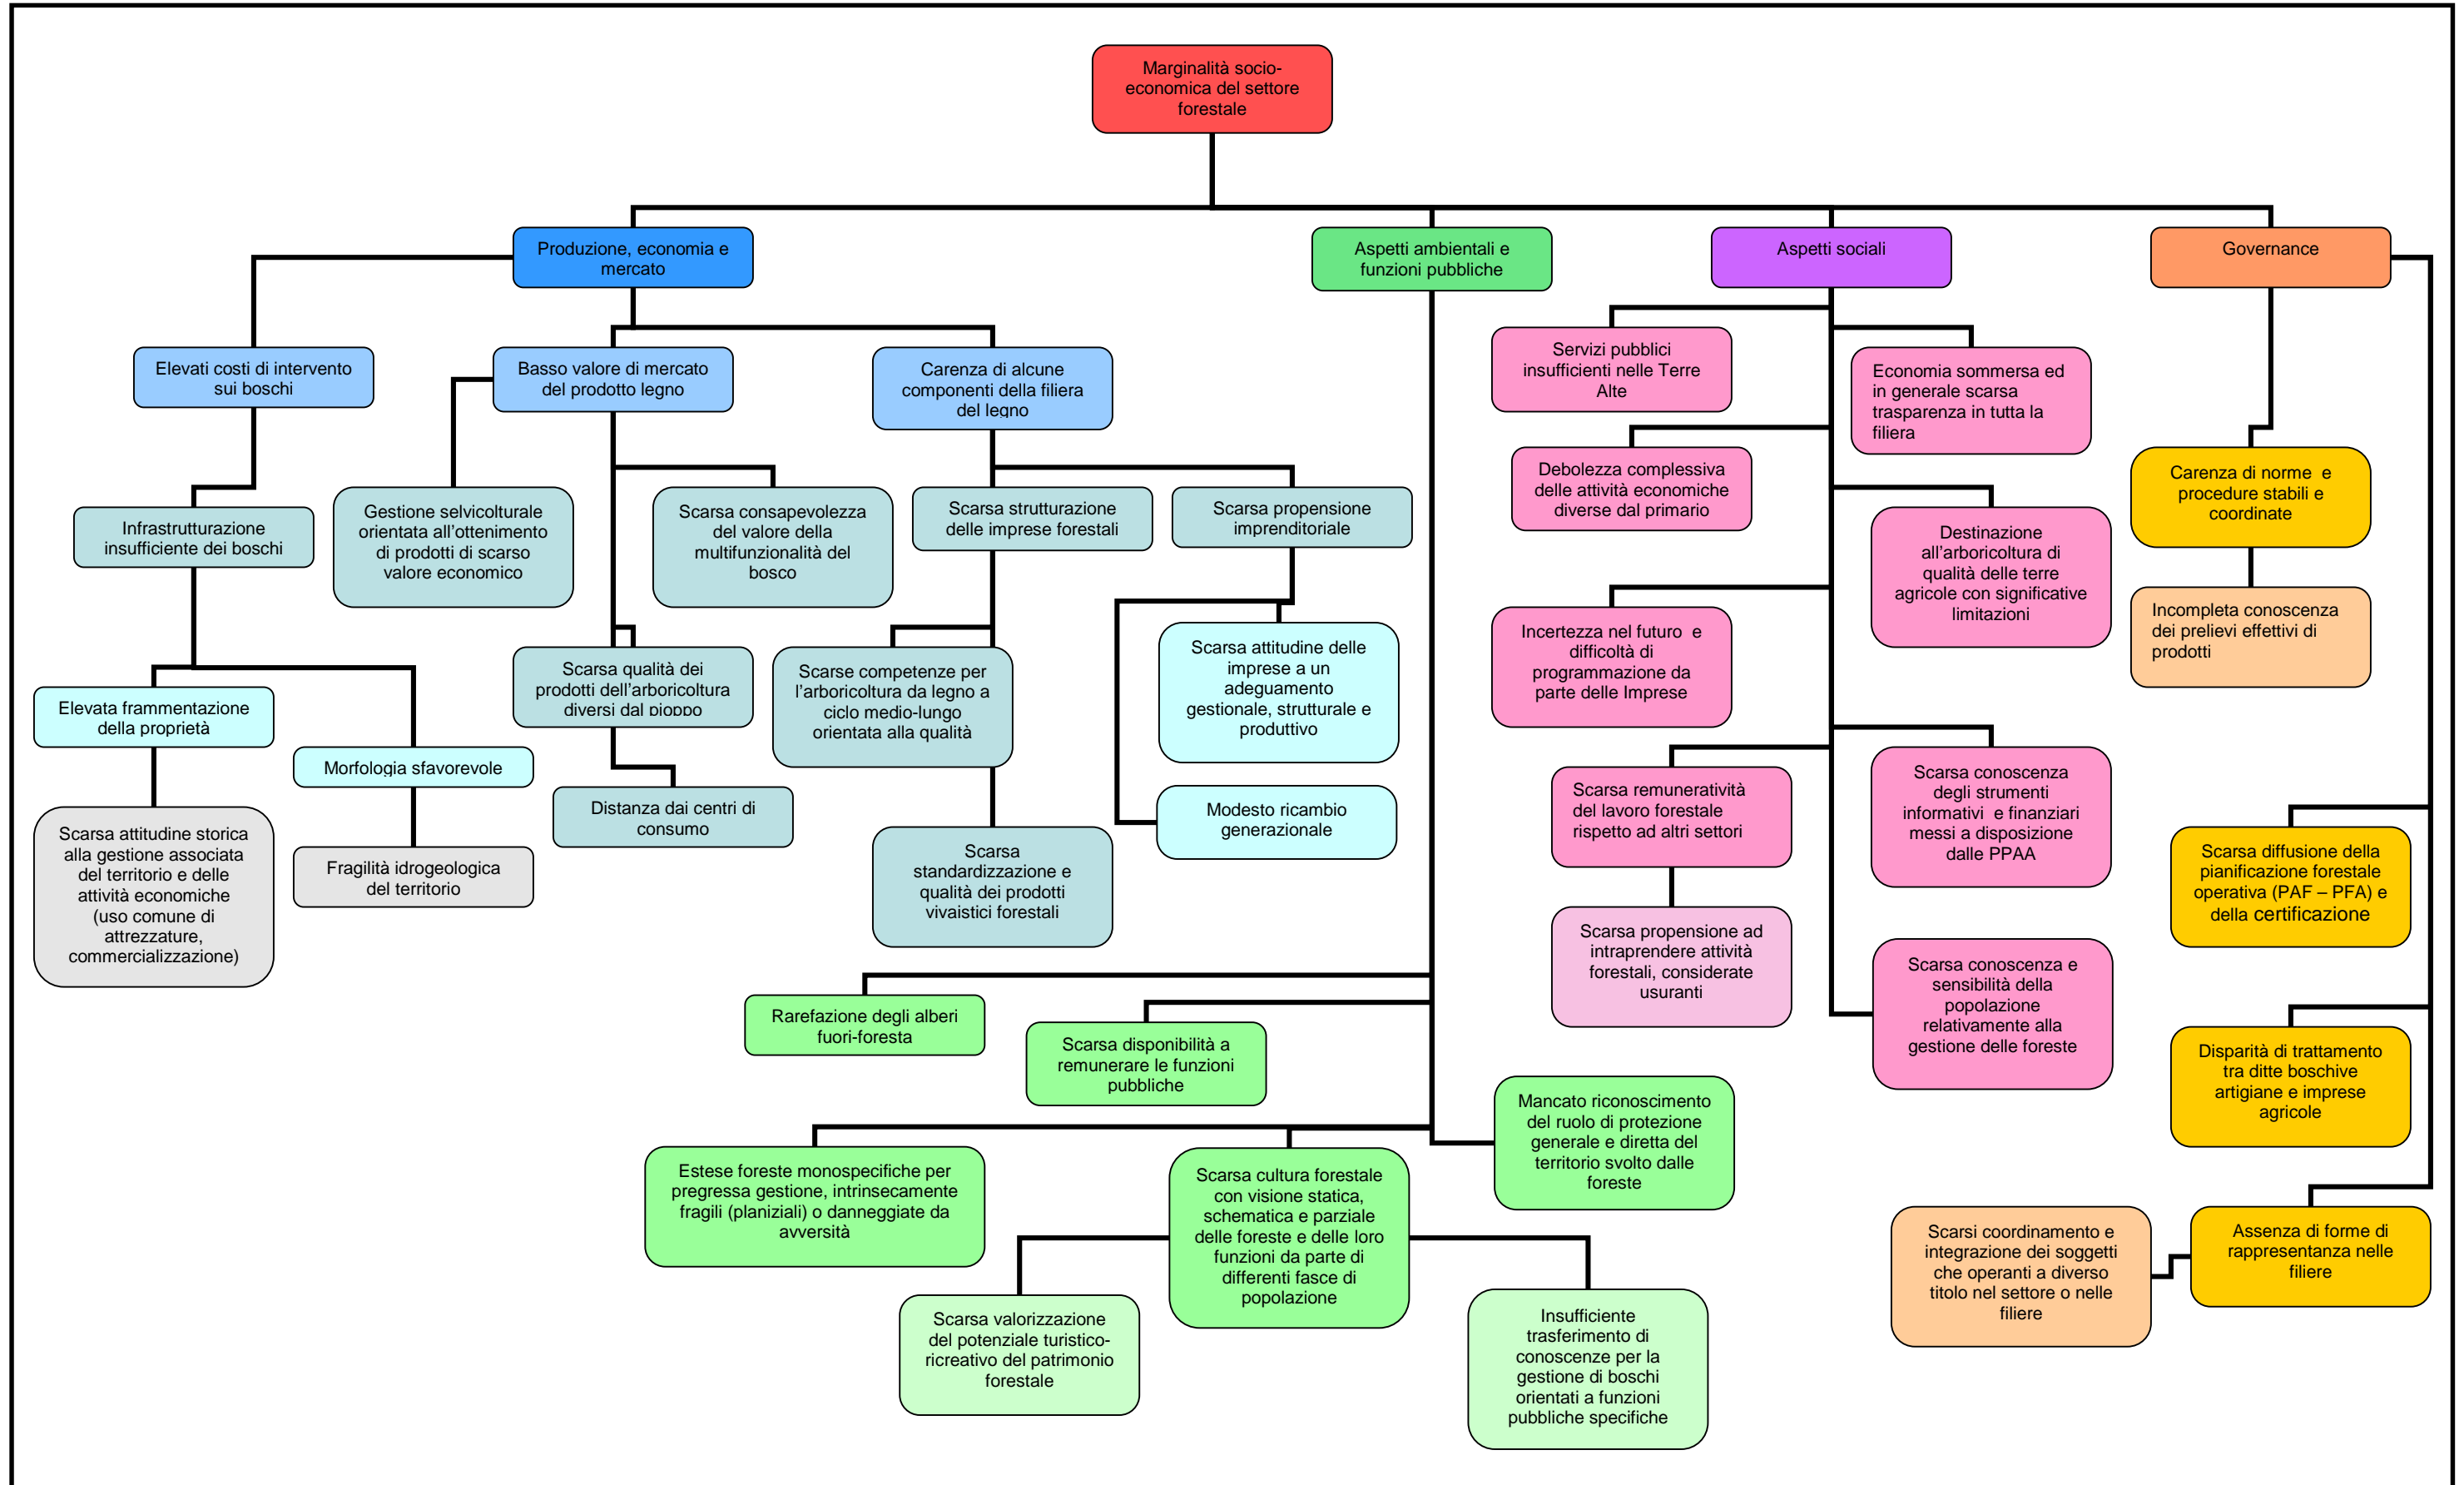 Marginalità socio-
economica del settore
forestale
Produzione, economia e
mercato
Aspetti ambientali e
funzioni pubbliche
Aspetti sociali
Governance
Elevati costi di intervento
sui boschi
Basso valore di mercato
del prodotto legno
Carenza di alcune
componenti della filiera
del legno
Servizi pubblici
insufficienti nelle Terre
Alte
Economia sommersa ed
in generale scarsa
trasparenza in tutta la
filiera
Debolezza complessiva
delle attività economiche
diverse dal primario
Carenza di norme  e
procedure stabili e
coordinate
Infrastrutturazione
insufficiente dei boschi
Gestione selvicolturale
orientata all'ottenimento
di prodotti di scarso
valore economico
Scarsa consapevolezza
del valore della
multifunzionalità del
bosco
Scarsa strutturazione
delle imprese forestali
Scarsa propensione
imprenditoriale
Destinazione
all'arboricoltura di
qualità delle terre
agricole con significative
limitazioni
Incompleta conoscenza
dei prelievi effettivi di
prodotti
Incertezza nel futuro  e
difficoltà di
programmazione da
parte delle Imprese
Scarsa qualità dei
prodotti dell'arboricoltura
diversi dal pioppo
Scarse competenze per
l'arboricoltura da legno a
ciclo medio-lungo
orientata alla qualità
Scarsa attitudine delle
imprese a un
adeguamento
gestionale, strutturale e
produttivo
Elevata frammentazione
della proprietà
Morfologia sfavorevole
Distanza dai centri di
consumo
Modesto ricambio
generazionale
Scarsa remuneratività
del lavoro forestale
rispetto ad altri settori
Scarsa conoscenza
degli strumenti
informativi  e finanziari
messi a disposizione
dalle PPAA
Scarsa attitudine storica
alla gestione associata
del territorio e delle
attività economiche
(uso comune di
attrezzature,
commercializzazione)
Fragilità idrogeologica
del territorio
Scarsa
standardizzazione e
qualità dei prodotti
vivaistici forestali
Scarsa diffusione della
pianificazione forestale
operativa (PAF – PFA) e
della certificazione
Scarsa propensione ad
intraprendere attività
forestali, considerate
usuranti
Scarsa conoscenza e
sensibilità della
popolazione
relativamente alla
gestione delle foreste
Rarefazione degli alberi
fuori-foresta
Scarsa disponibilità a
remunerare le funzioni
pubbliche
Disparità di trattamento
tra ditte boschive
artigiane e imprese
agricole
Mancato riconoscimento
del ruolo di protezione
generale e diretta del
territorio svolto dalle
foreste
Estese foreste monospecifiche per
pregressa gestione, intrinsecamente
fragili (planiziali) o danneggiate da
avversità
Scarsa cultura forestale
con visione statica,
schematica e parziale
delle foreste e delle loro
funzioni da parte di
differenti fasce di
popolazione
Scarsi coordinamento e
integrazione dei soggetti
che operanti a diverso
titolo nel settore o nelle
filiere
Assenza di forme di
rappresentanza nelle
filiere
Scarsa valorizzazione
del potenziale turistico-
ricreativo del patrimonio
forestale
Insufficiente
trasferimento di
conoscenze per la
gestione di boschi
orientati a funzioni
pubbliche specifiche